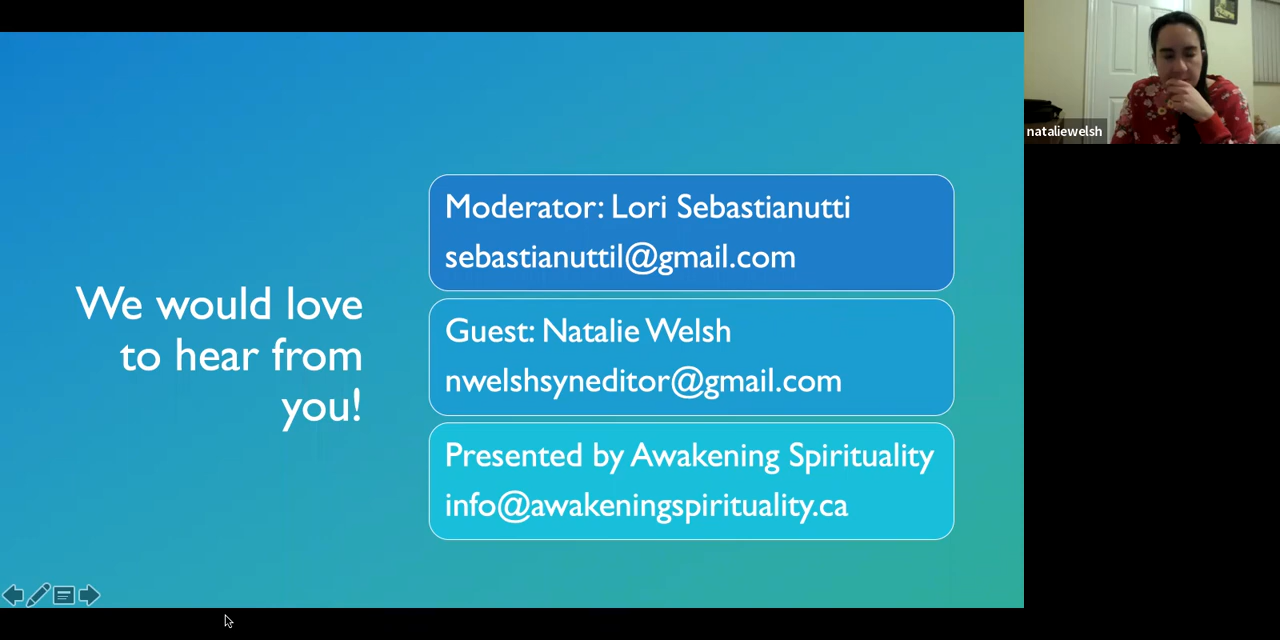 We would love
to hear from
you!
Moderator: Lori Sebastianutti
sebastianuttil@gmail.com
Guest: Natalie Welsh
nwelshsyneditor@gmail.com
Presented by Awakening Spirituality
info@awakeningspirituality.ca
nataliewelsh